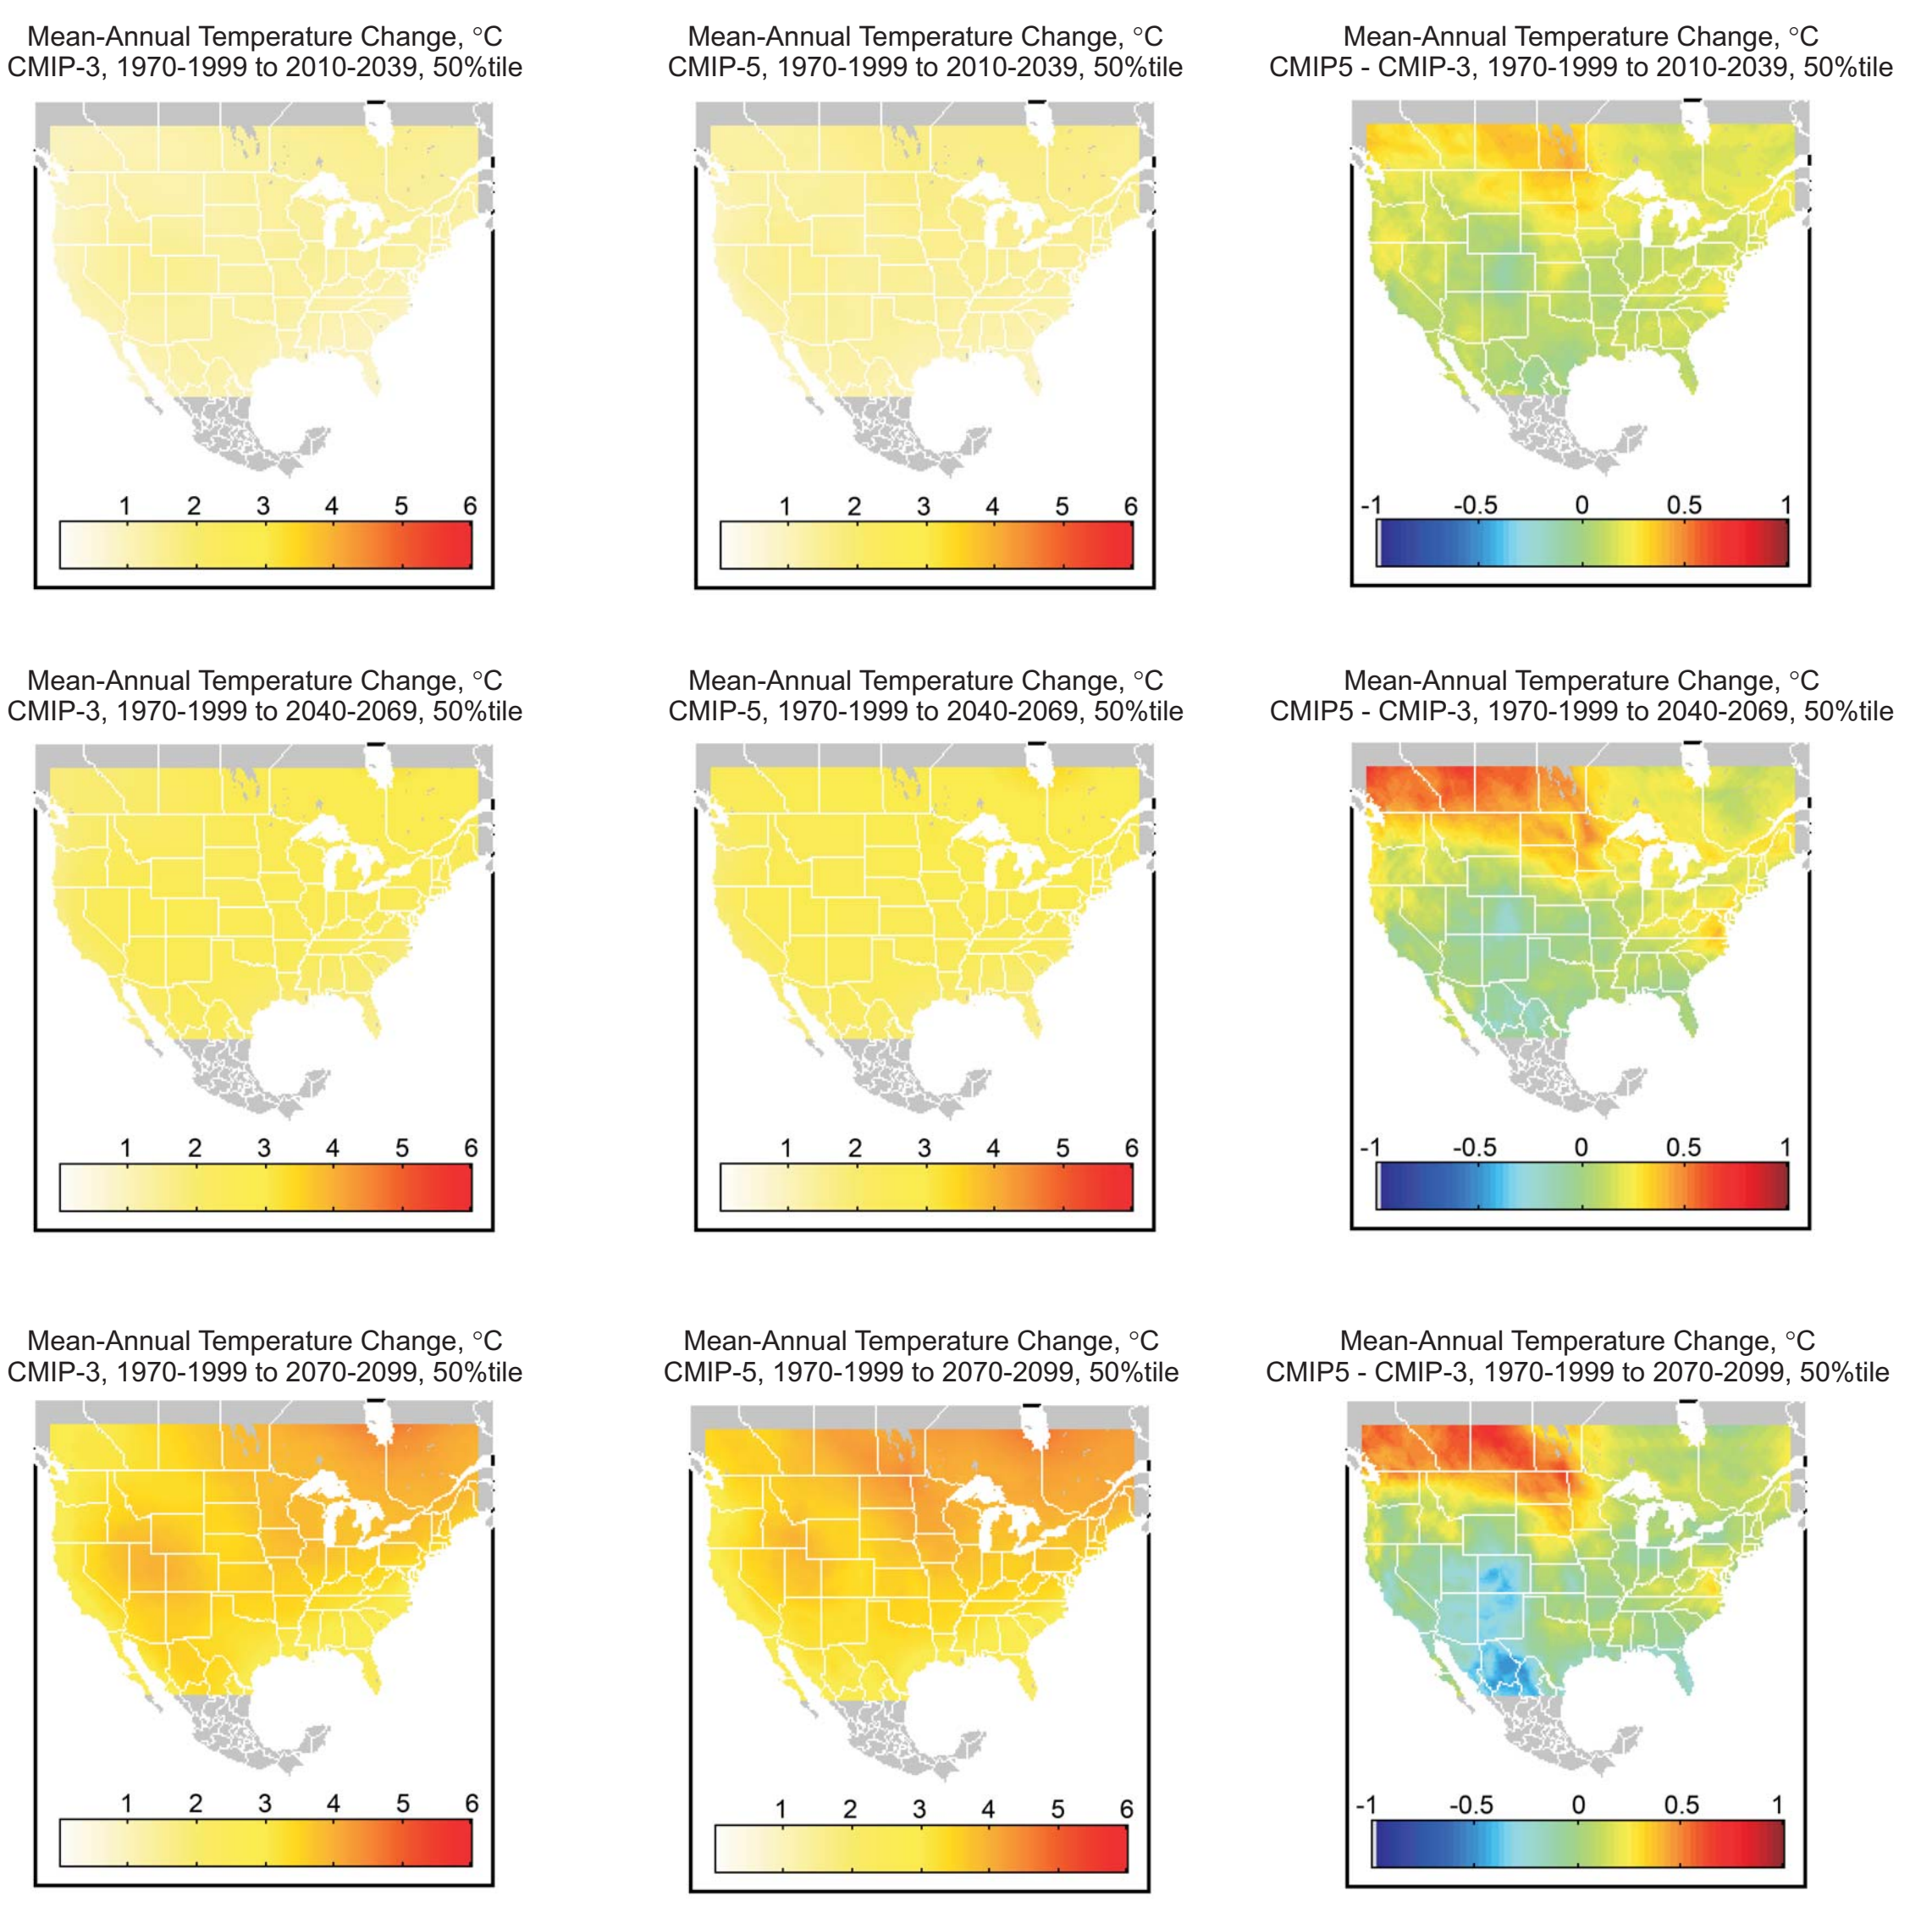 Mean-Annual Temperature Change, °C
CMIP-3, 1970-1999 to 2010-2039, 50%tile
1 2 3 4 5 6
Mean-Annual Temperature Change, °C
CMIP-5, 1970-1999 to 2010-2039, 50%tile
1 2 3 4 5 6
Mean-Annual Temperature Change, °C
CMIP5 - CMIP-3, 1970-1999 to 2010-2039, 50%tile
-1 -0.5 0 0.5 1
Mean-Annual Temperature Change, °C
CMIP-3, 1970-1999 to 2040-2069, 50%tile
1 2 3 4 5 6
Mean-Annual Temperature Change, °C
CMIP-5, 1970-1999 to 2040-2069, 50%tile
1 2 3 4 5 6
Mean-Annual Temperature Change, °C
CMIP5 - CMIP-3, 1970-1999 to 2040-2069, 50%tile
-1 -0.5 0 0.5 1
Mean-Annual Temperature Change, °C
CMIP-3, 1970-1999 to 2070-2099, 50%tile
1 2 3 4 5 6
Mean-Annual Temperature Change, °C
CMIP-5, 1970-1999 to 2070-2099, 50%tile
1 2 3 4 5 6
Mean-Annual Temperature Change, °C
CMIP5 - CMIP-3, 1970-1999 to 2070-2099, 50%tile
-1 -0.5 0 0.5 1